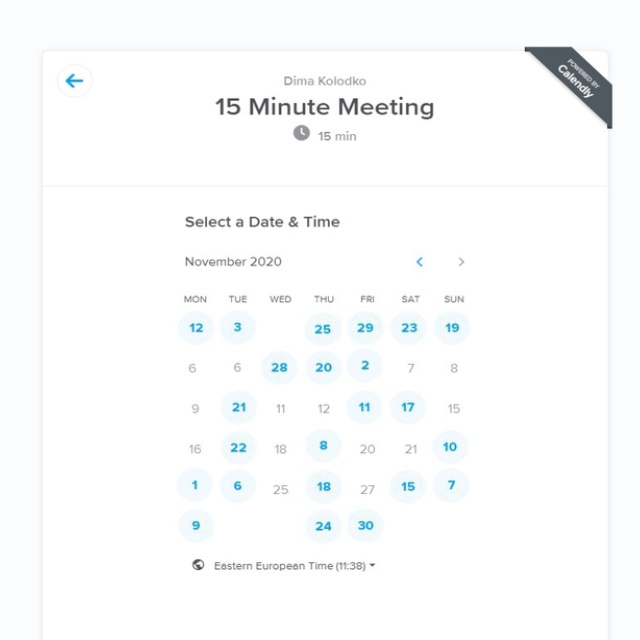 POWERED BY
Calendly
Dima Kolodko
15 Minute Meeting
15 min
Select a Date & Time
November 2020
MON TUE WED THU FRI SAT SUN
12 3 25 29 23 19
6 6 28 20 2 7 8
9 21 11 12 11 17 15
16 22 18 8 20 21 10
1 6 25 18 27 15 7
9 24 30
Eastern European Time (11:38)